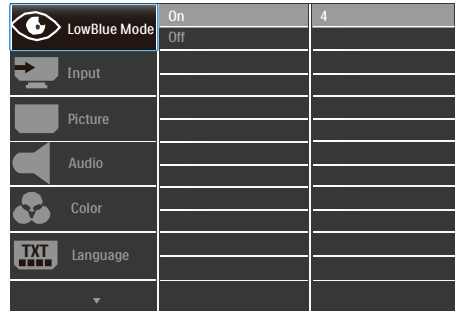 LowBlue Mode
On
4
Off
Input
Picture
Audio
Color
TXT
Language